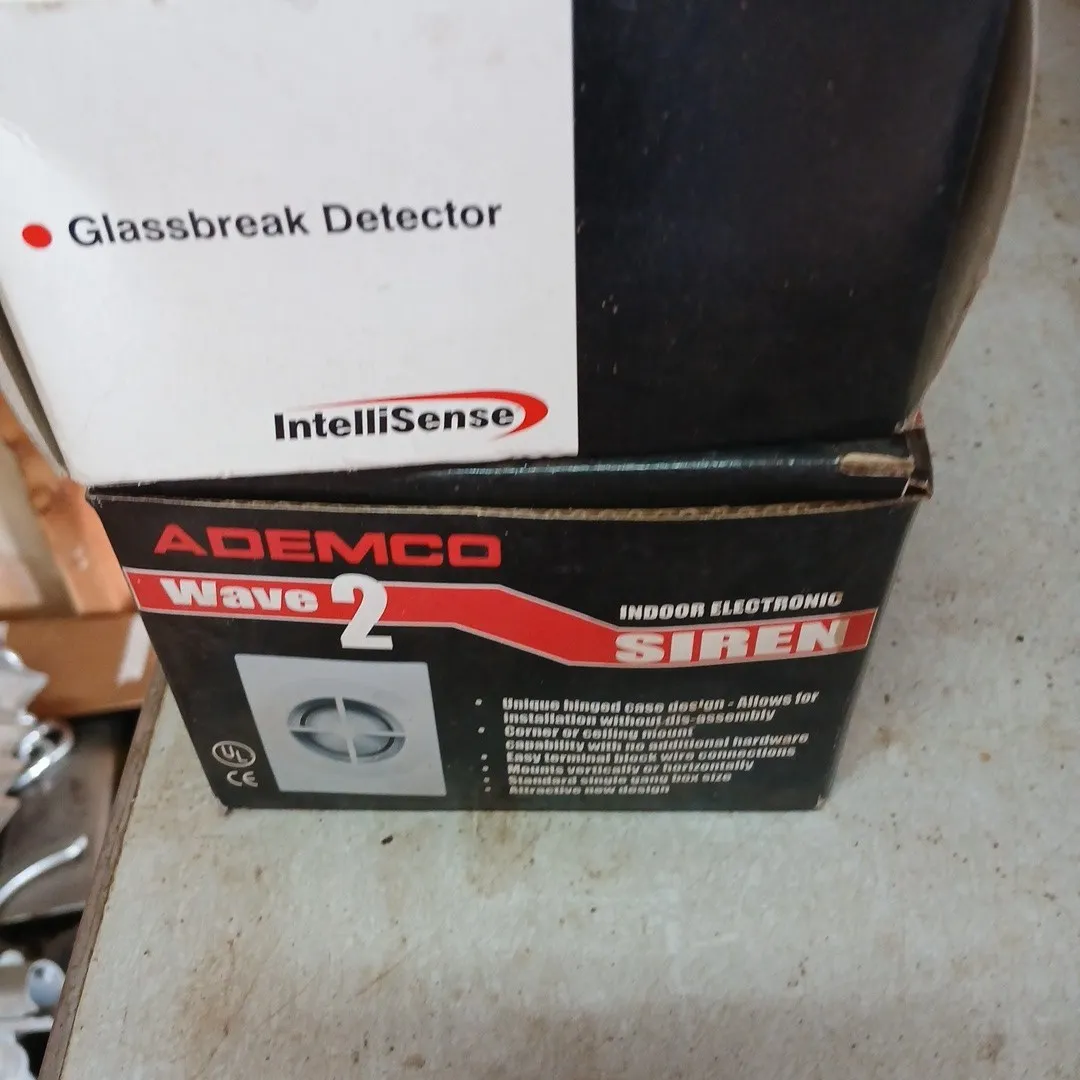 • Glassbreak Detector
IntelliSense
ADEMCO
Wave 2
INDOOR ELECTRONIC
SIREN
• Unique hinged case design - Allows for
installation without dis-assembly
• Corner or ceiling mount
capability with no additional hardware
• Easy terminal block wire connections
• Mounts vertically or horizontally
• Standard single gang box size
• Attractive new design
UL
CE